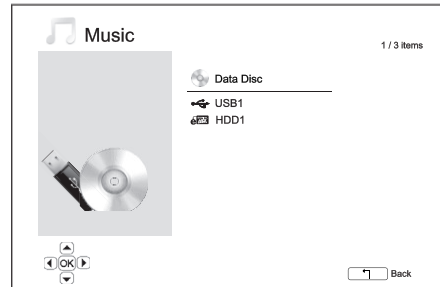 Music
1 / 3 items
Data Disc
USB1
HDD1
OK
Back